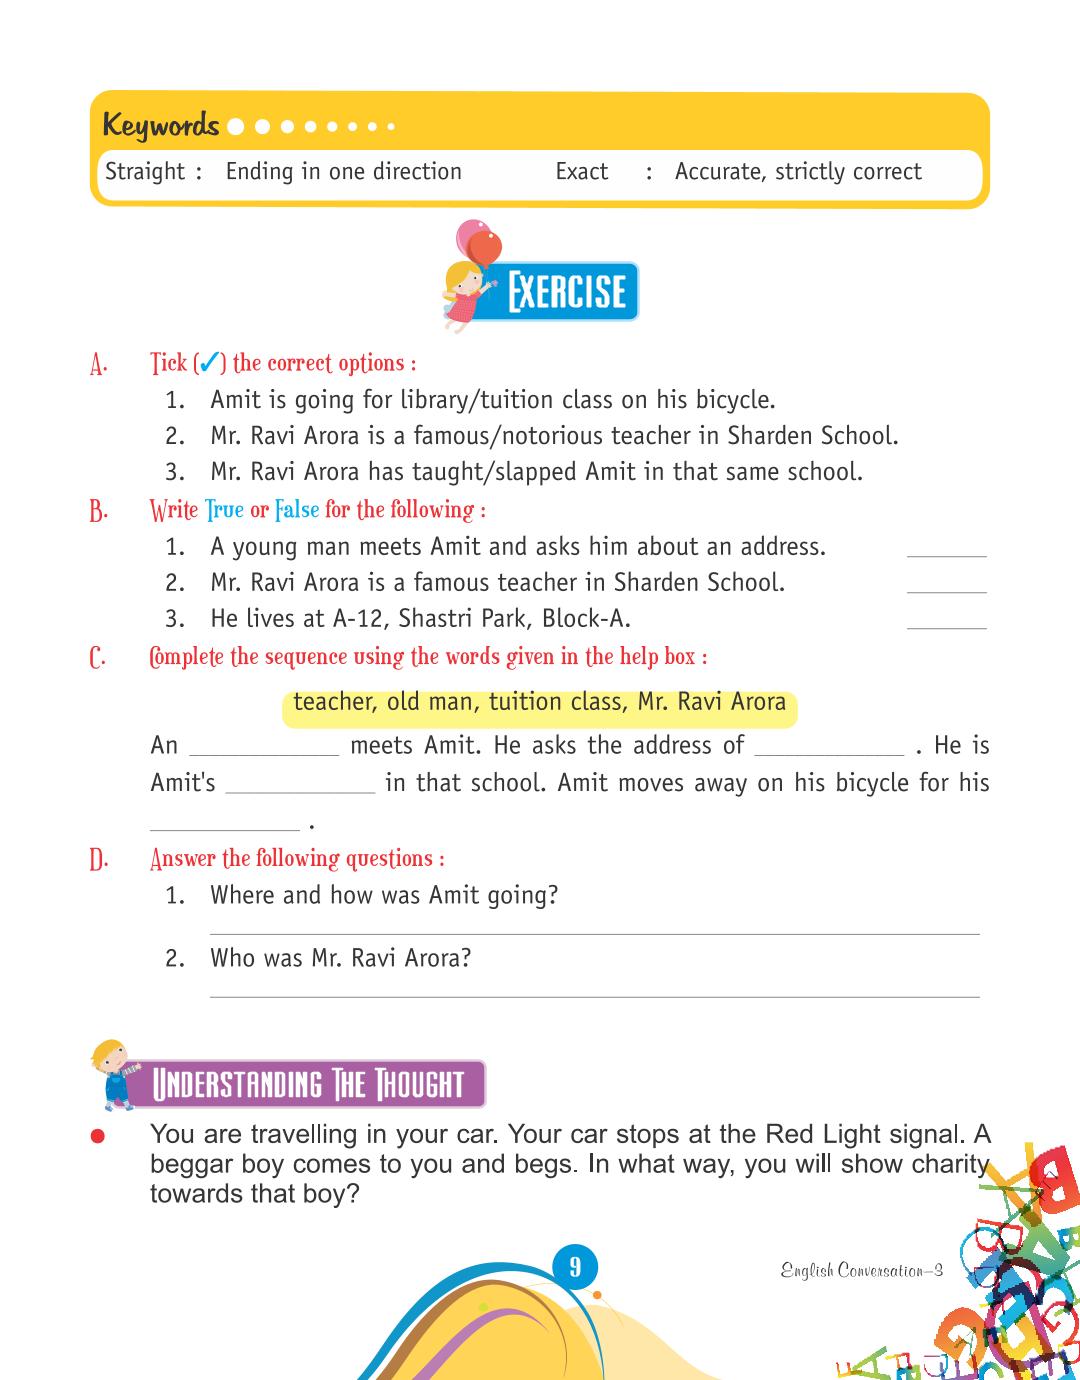 Keywords
Straight : Ending in one direction Exact : Accurate, strictly correct
EXERCISE
A. Tick (✓) the correct options :
1. Amit is going for library/tuition class on his bicycle.
2. Mr. Ravi Arora is a famous/notorious teacher in Sharden School.
3. Mr. Ravi Arora has taught/slapped Amit in that same school.
B. Write True or False for the following :
1. A young man meets Amit and asks him about an address. ______
2. Mr. Ravi Arora is a famous teacher in Sharden School. ______
3. He lives at A-12, Shastri Park, Block-A. ______
C. Complete the sequence using the words given in the help box :
teacher, old man, tuition class, Mr. Ravi Arora
An ____________ meets Amit. He asks the address of ____________ . He is
Amit's ____________ in that school. Amit moves away on his bicycle for his
____________ .
D. Answer the following questions :
1. Where and how was Amit going?
2. Who was Mr. Ravi Arora?
UNDERSTANDING THE THOUGHT
● You are travelling in your car. Your car stops at the Red Light signal. A
beggar boy comes to you and begs. In what way, you will show charity
towards that boy?
9
English Conversation–3